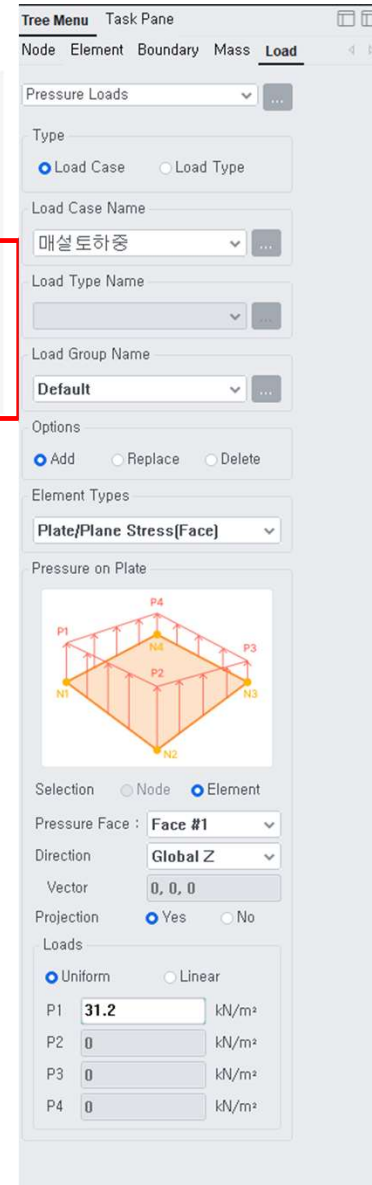 Tree Menu Task Pane
Node Element Boundary Mass Load
Pressure Loads ...
Type
Load Case Load Type
Load Case Name
매설토하중 ...
Load Type Name
...
Load Group Name
Default ...
Options
Add Replace Delete
Element Types
Plate/Plane Stress(Face)
Pressure on Plate
P4
P1
N4 P3
P2
N1 N3
N2
Selection Node Element
Pressure Face : Face #1
Direction Global Z
Vector 0, 0, 0
Projection Yes No
Loads
Uniform Linear
P1 31.2 kN/m²
P2 0 kN/m²
P3 0 kN/m²
P4 0 kN/m²